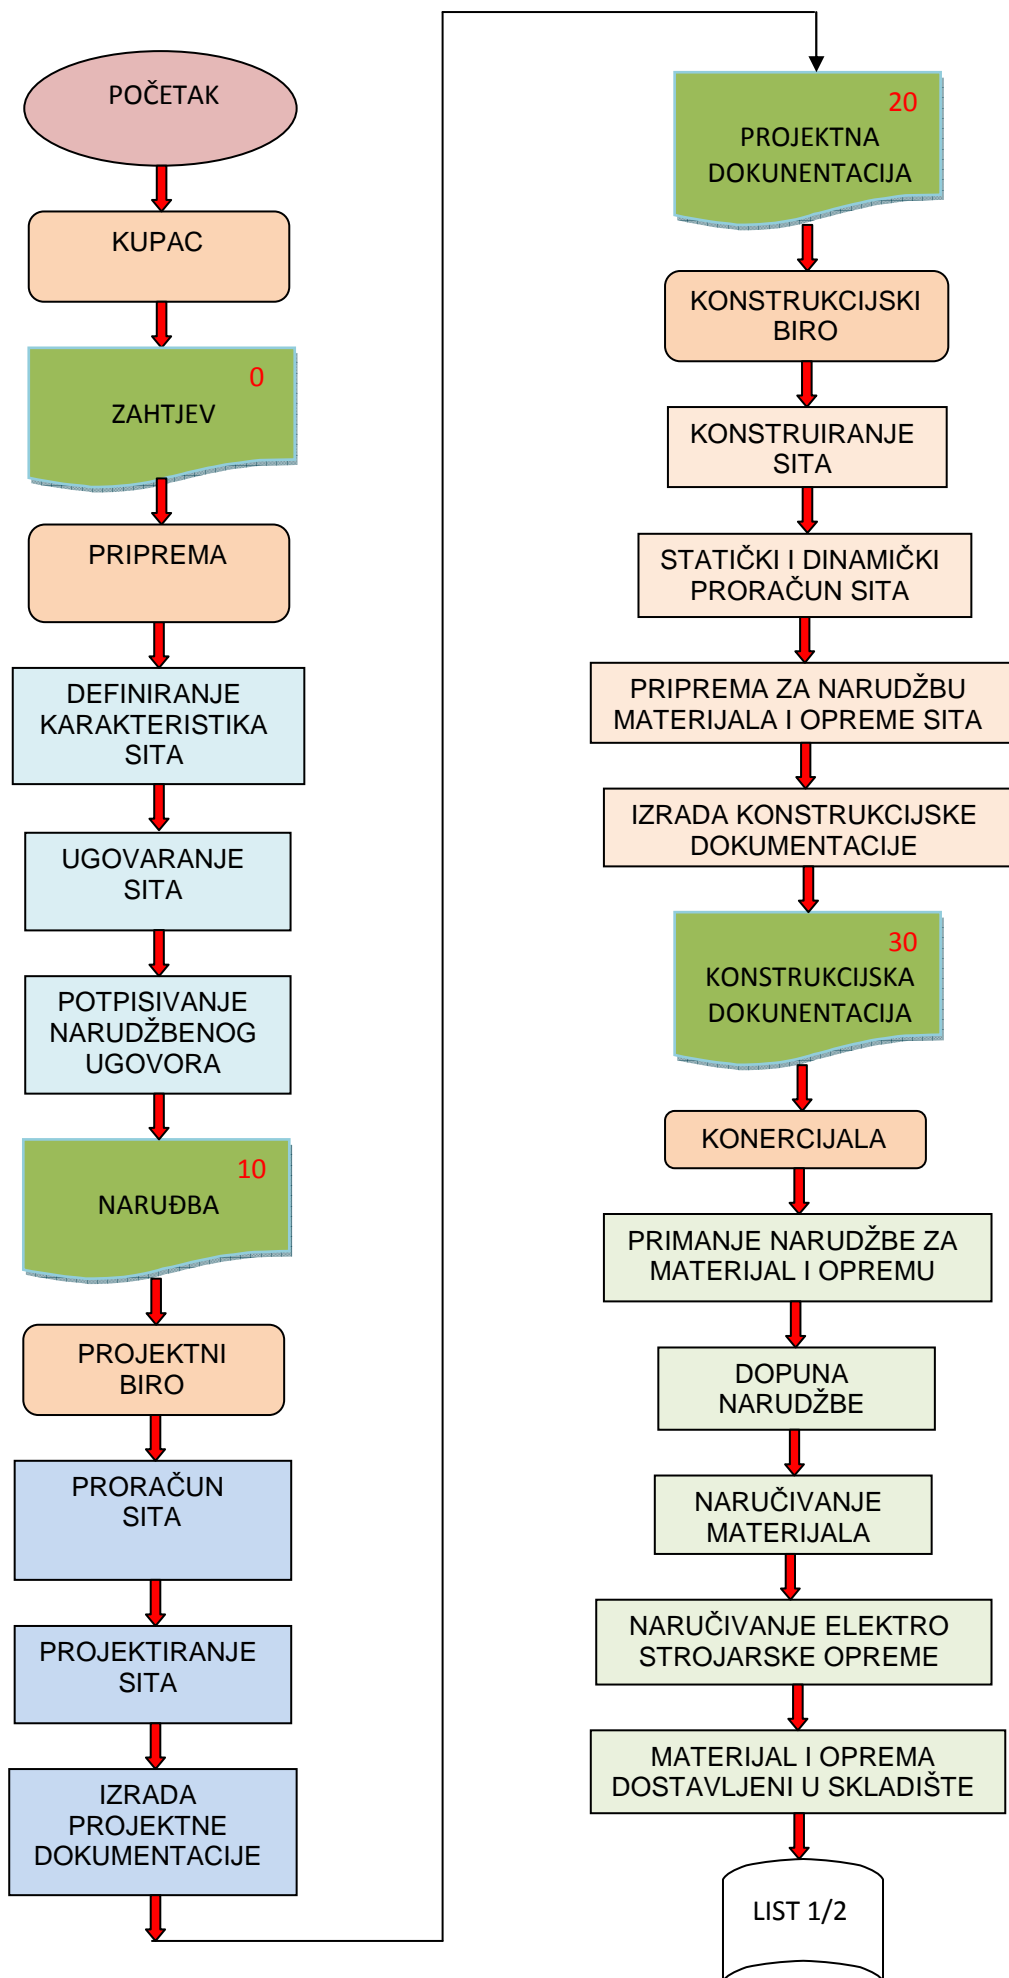 POČETAK
KUPAC
0
ZAHTJEV
PRIPREMA
DEFINIRANJE
KARAKTERISTIKA
SITA
UGOVARANJE
SITA
POTPISIVANJE
NARUDŽBENOG
UGOVORA
10
NARUĐBA
PROJEKTNI
BIRO
PRORAČUN
SITA
PROJEKTIRANJE
SITA
IZRADA
PROJEKTNE
DOKUMENTACIJE
20
PROJEKTNA
DOKUNENTACIJA
KONSTRUKCIJSKI
BIRO
KONSTRUIRANJE
SITA
STATIČKI I DINAMIČKI
PRORAČUN SITA
PRIPREMA ZA NARUDŽBU
MATERIJALA I OPREME SITA
IZRADA KONSTRUKCIJSKE
DOKUMENTACIJE
30
KONSTRUKCIJSKA
DOKUNENTACIJA
KONERCIJALA
PRIMANJE NARUDŽBE ZA
MATERIJAL I OPREMU
DOPUNA
NARUDŽBE
NARUČIVANJE
MATERIJALA
NARUČIVANJE ELEKTRO
STROJARSKE OPREME
MATERIJAL I OPREMA
DOSTAVLJENI U SKLADIŠTE
LIST 1/2